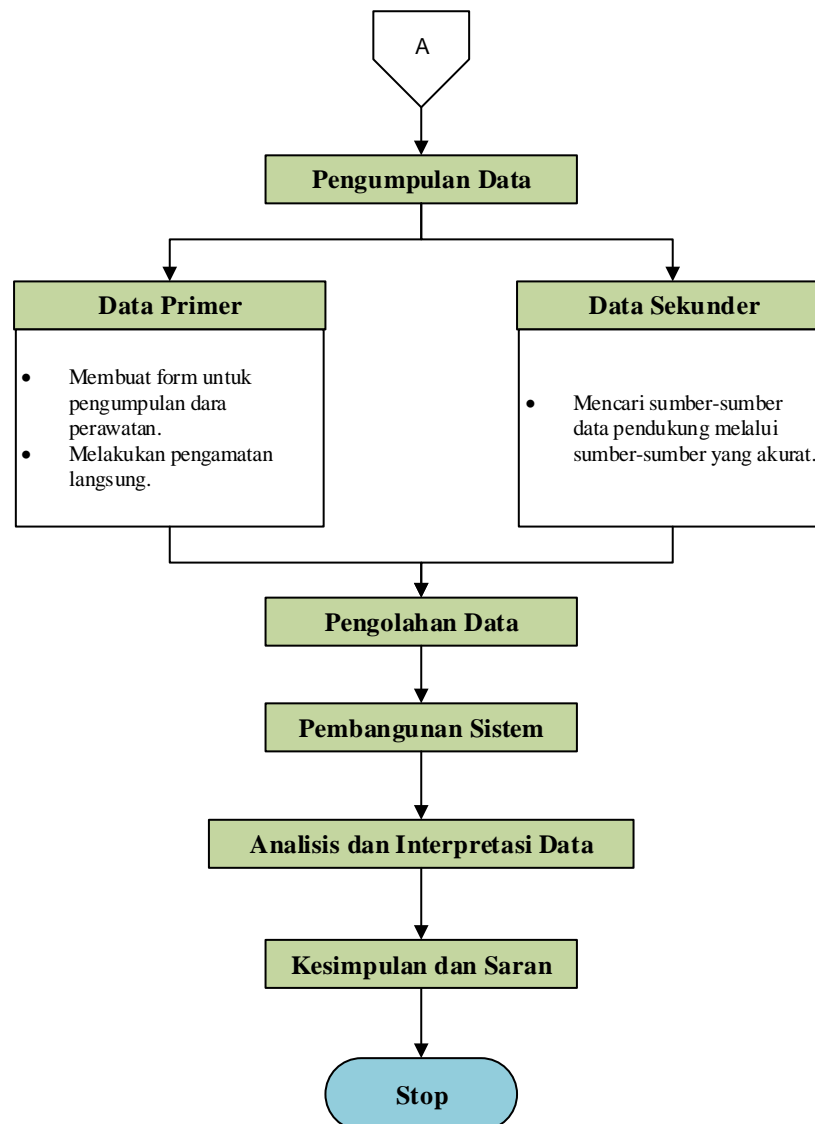 A
Pengumpulan Data
Data Primer
• Membuat form untuk
pengumpulan dara
perawatan.
• Melakukan pengamatan
langsung.
Data Sekunder
• Mencari sumber-sumber
data pendukung melalui
sumber-sumber yang akurat.
Pengolahan Data
Pembangunan Sistem
Analisis dan Interpretasi Data
Kesimpulan dan Saran
Stop